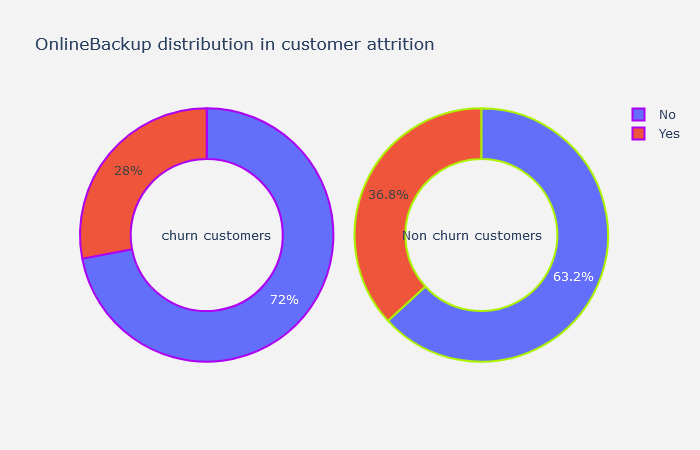 OnlineBackup distribution in customer attrition
No
Yes
28%
churn customers
72%
36.8%
Non churn customers
63.2%